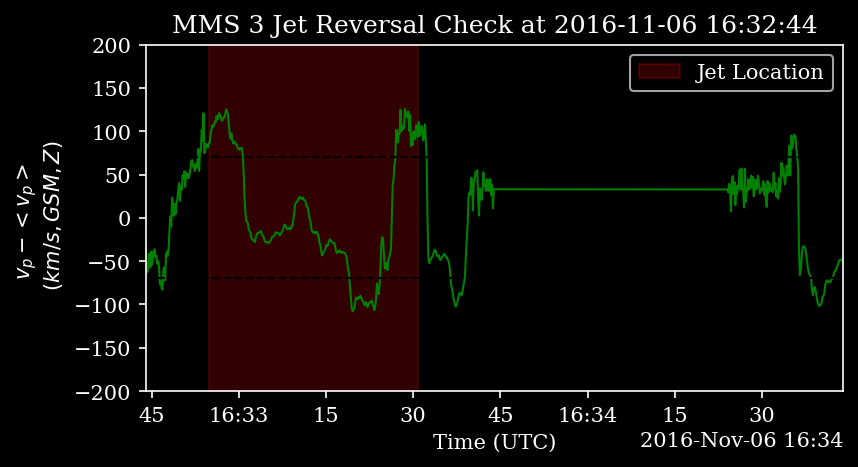 MMS 3 Jet Reversal Check at 2016-11-06 16:32:44
Jet Location
200
150
100
50
0
−50
−100
−150
−200
v_p − <v_p>
(km/s, GSM, Z)
45 16:33 15 30 45 16:34 15 30
Time (UTC)
2016-Nov-06 16:34